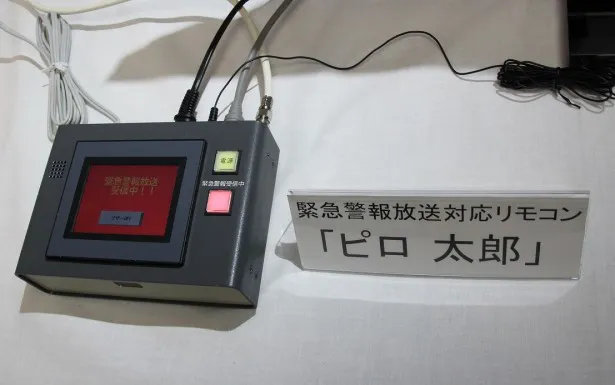 緊急警報放送
受信中！！
電源
緊急警報受信中
緊急警報放送対応リモコン
「ピロ 太郎」